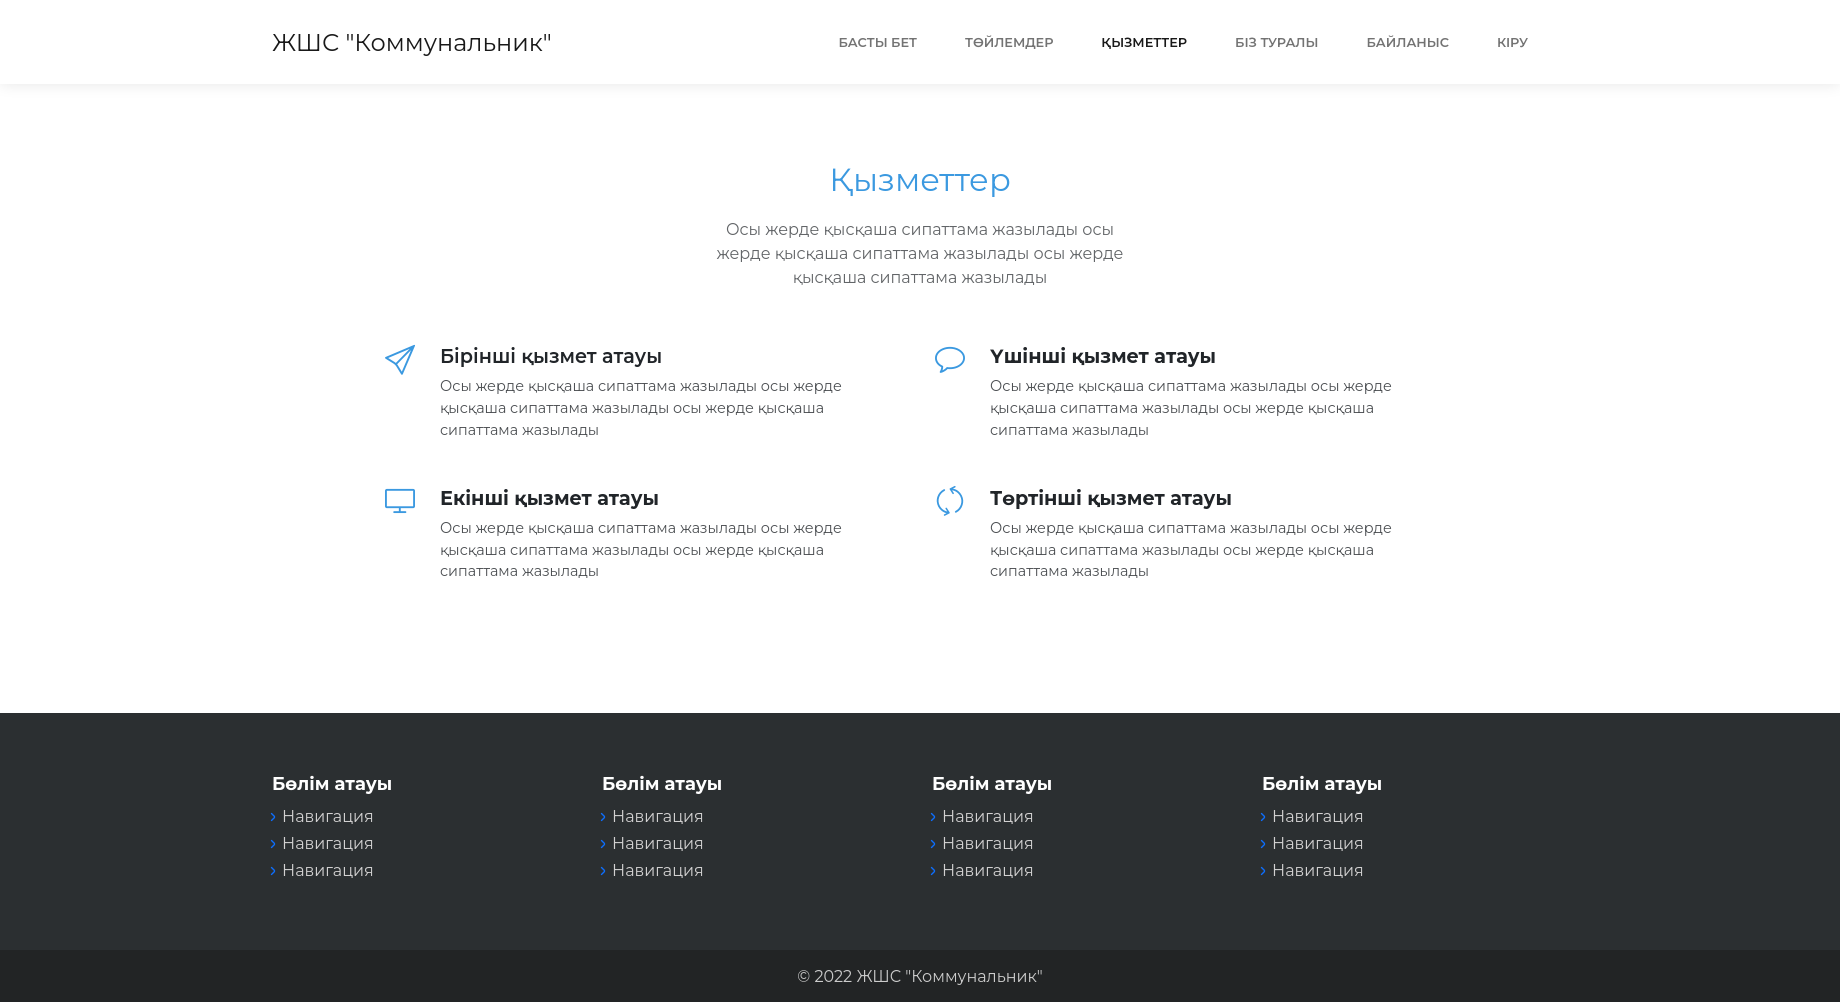 ЖШС "Коммунальник"
БАСТЫ БЕТ
ТӨЙЛЕМДЕР
ҚЫЗМЕТТЕР
БІЗ ТУРАЛЫ
БАЙЛАНЫС
КІРУ
Қызметтер
Осы жерде қысқаша сипаттама жазылады осы
жерде қысқаша сипаттама жазылады осы жерде
қысқаша сипаттама жазылады
Бірінші қызмет атауы
Осы жерде қысқаша сипаттама жазылады осы жерде
қысқаша сипаттама жазылады осы жерде қысқаша
сипаттама жазылады
Үшінші қызмет атауы
Осы жерде қысқаша сипаттама жазылады осы жерде
қысқаша сипаттама жазылады осы жерде қысқаша
сипаттама жазылады
Екінші қызмет атауы
Осы жерде қысқаша сипаттама жазылады осы жерде
қысқаша сипаттама жазылады осы жерде қысқаша
сипаттама жазылады
Төртінші қызмет атауы
Осы жерде қысқаша сипаттама жазылады осы жерде
қысқаша сипаттама жазылады осы жерде қысқаша
сипаттама жазылады
Бөлім атауы
Навигация
Навигация
Навигация
Бөлім атауы
Навигация
Навигация
Навигация
Бөлім атауы
Навигация
Навигация
Навигация
Бөлім атауы
Навигация
Навигация
Навигация
© 2022 ЖШС "Коммунальник"